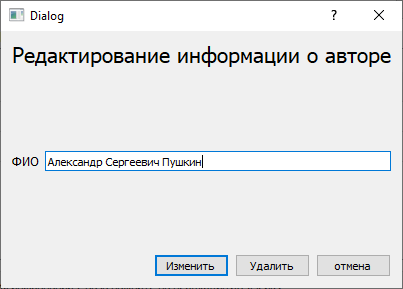 Dialog ?
Редактирование информации о авторе
ФИО Александр Сергеевич Пушкин
Изменить Удалить отмена